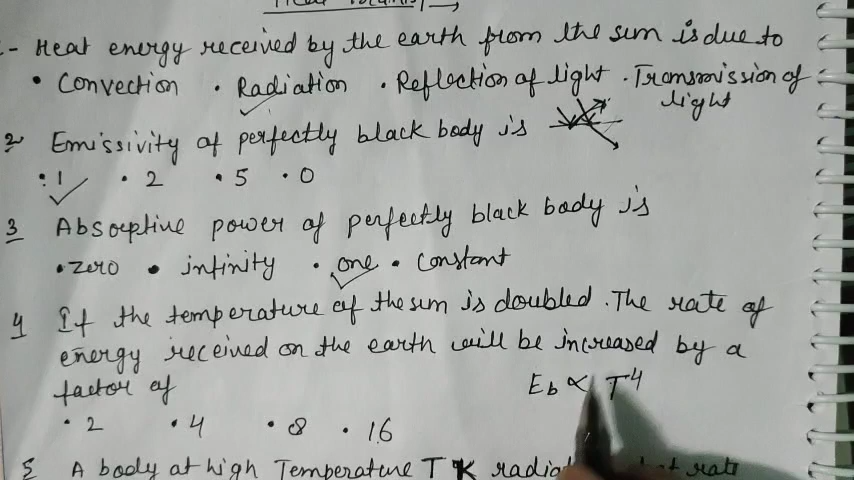 - Heat energy received by the earth from the sun is due to
• Convection • Radiation • Reflection of light • Transmission of light
2 Emissivity of perfectly black body is
• 1 • 2 • 5 • 0
3 Absorptive power of perfectly black body is
• zero • infinity • one • constant
4 If the temperature of the sun is doubled. The rate of
energy received on the earth will be increased by a
factor of
Eb ∝ T⁴
• 2 • 4 • 8 • 16
5 A body at high Temperature T K rate